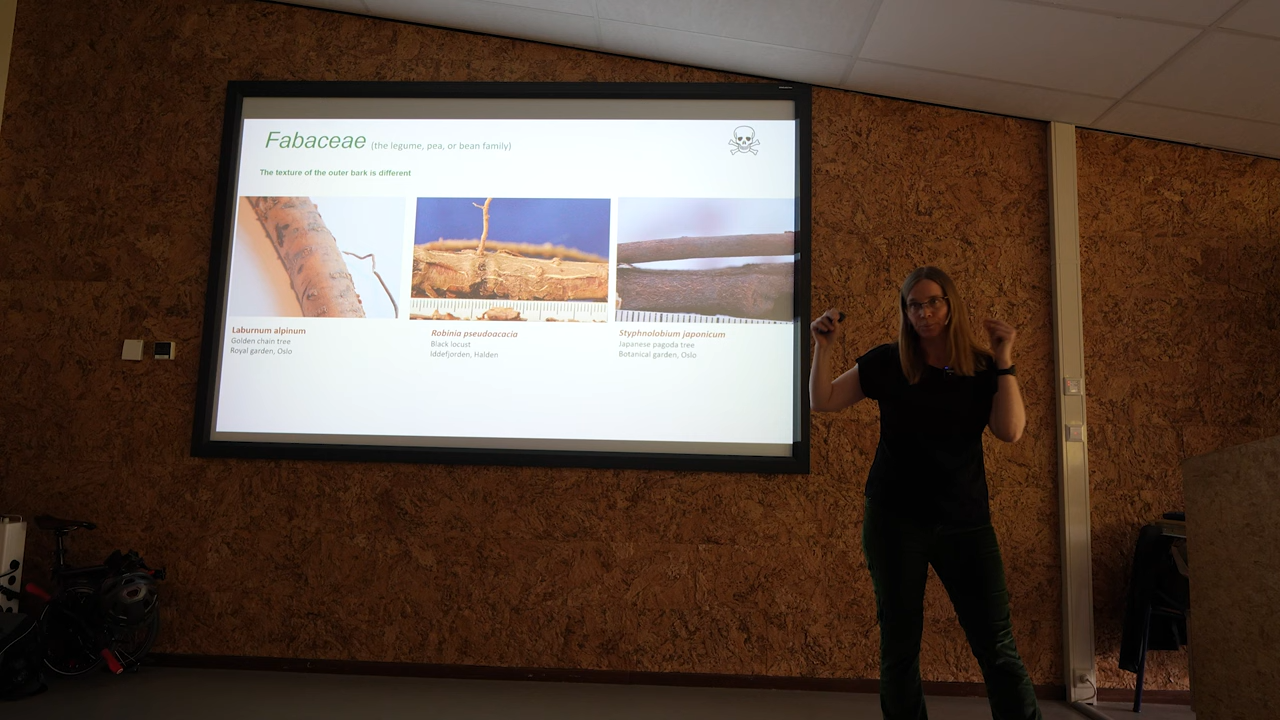 Fabaceae (the legume, pea, or bean family)
The texture of the outer bark is different
Laburnum alpinum
Golden chain tree
Royal garden, Oslo
Robinia pseudoacacia
Black locust
Iddefjorden, Halden
Styphnolobium japonicum
Japanese pagoda tree
Botanical garden, Oslo